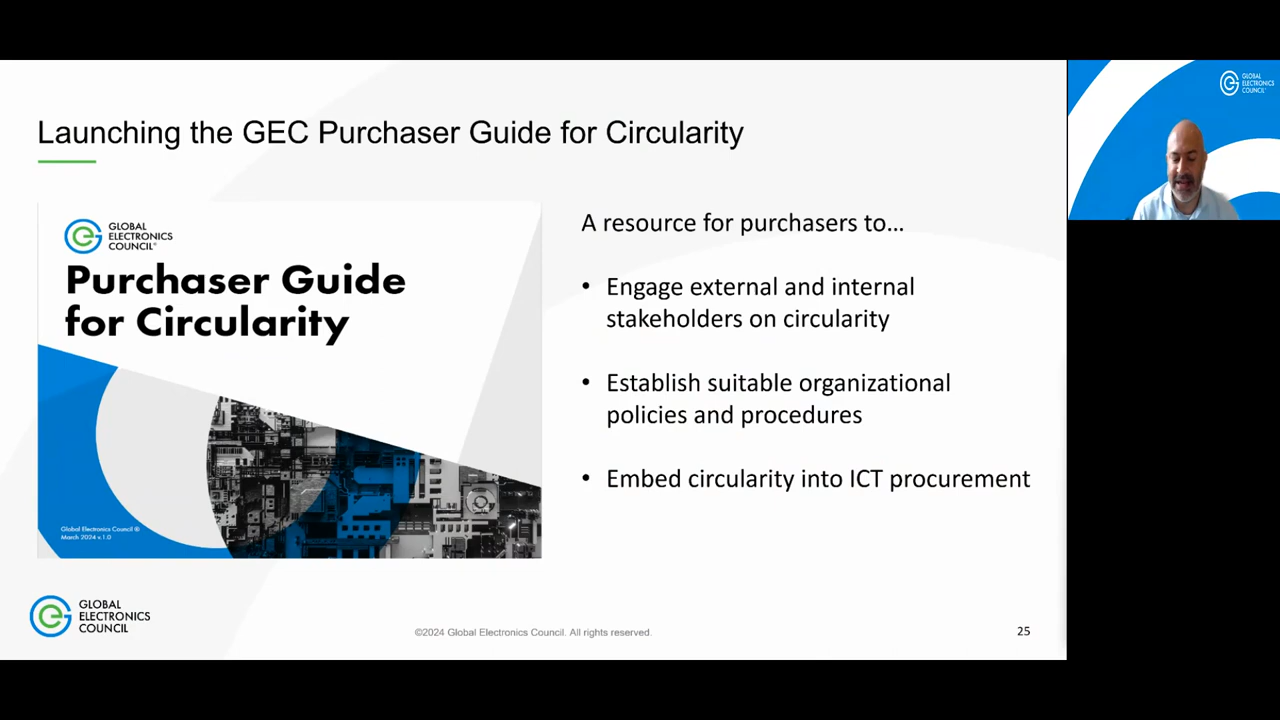 Launching the GEC Purchaser Guide for Circularity
GLOBAL
ELECTRONICS
COUNCIL®
Purchaser Guide
for Circularity
Global Electronics Council ®
March 2024 v.1.0
A resource for purchasers to…
• Engage external and internal
stakeholders on circularity
• Establish suitable organizational
policies and procedures
• Embed circularity into ICT procurement
GLOBAL
ELECTRONICS
COUNCIL
©2024 Global Electronics Council. All rights reserved.
25
GLOBAL
ELECTRONICS
COUNCIL